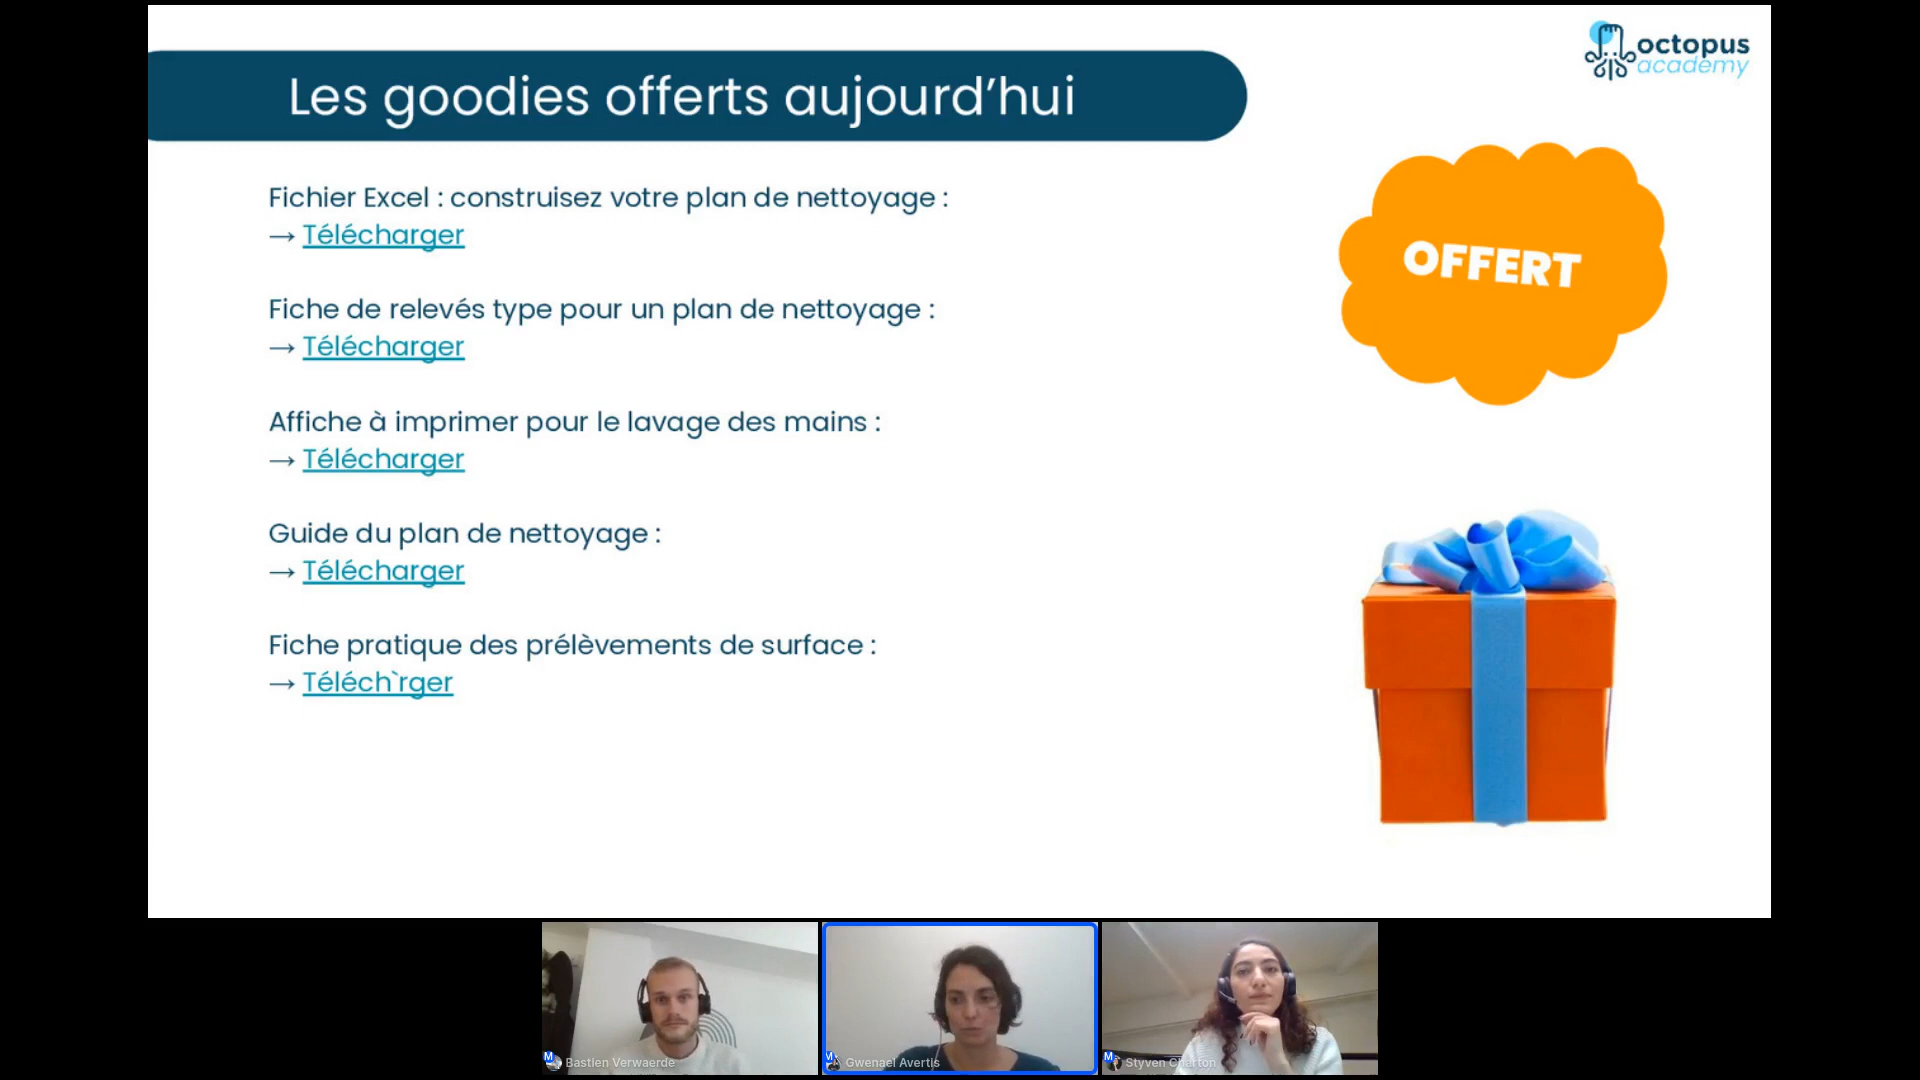 octopus
academy
Les goodies offerts aujourd’hui
Fichier Excel : construisez votre plan de nettoyage :
→ Télécharger
OFFERT
Fiche de relevés type pour un plan de nettoyage :
→ Télécharger
Affiche à imprimer pour le lavage des mains :
→ Télécharger
Guide du plan de nettoyage :
→ Télécharger
Fiche pratique des prélèvements de surface :
→ Téléch`rger
M Bastien Verwaerde
M Gwenael Avertis
M Styven Charton